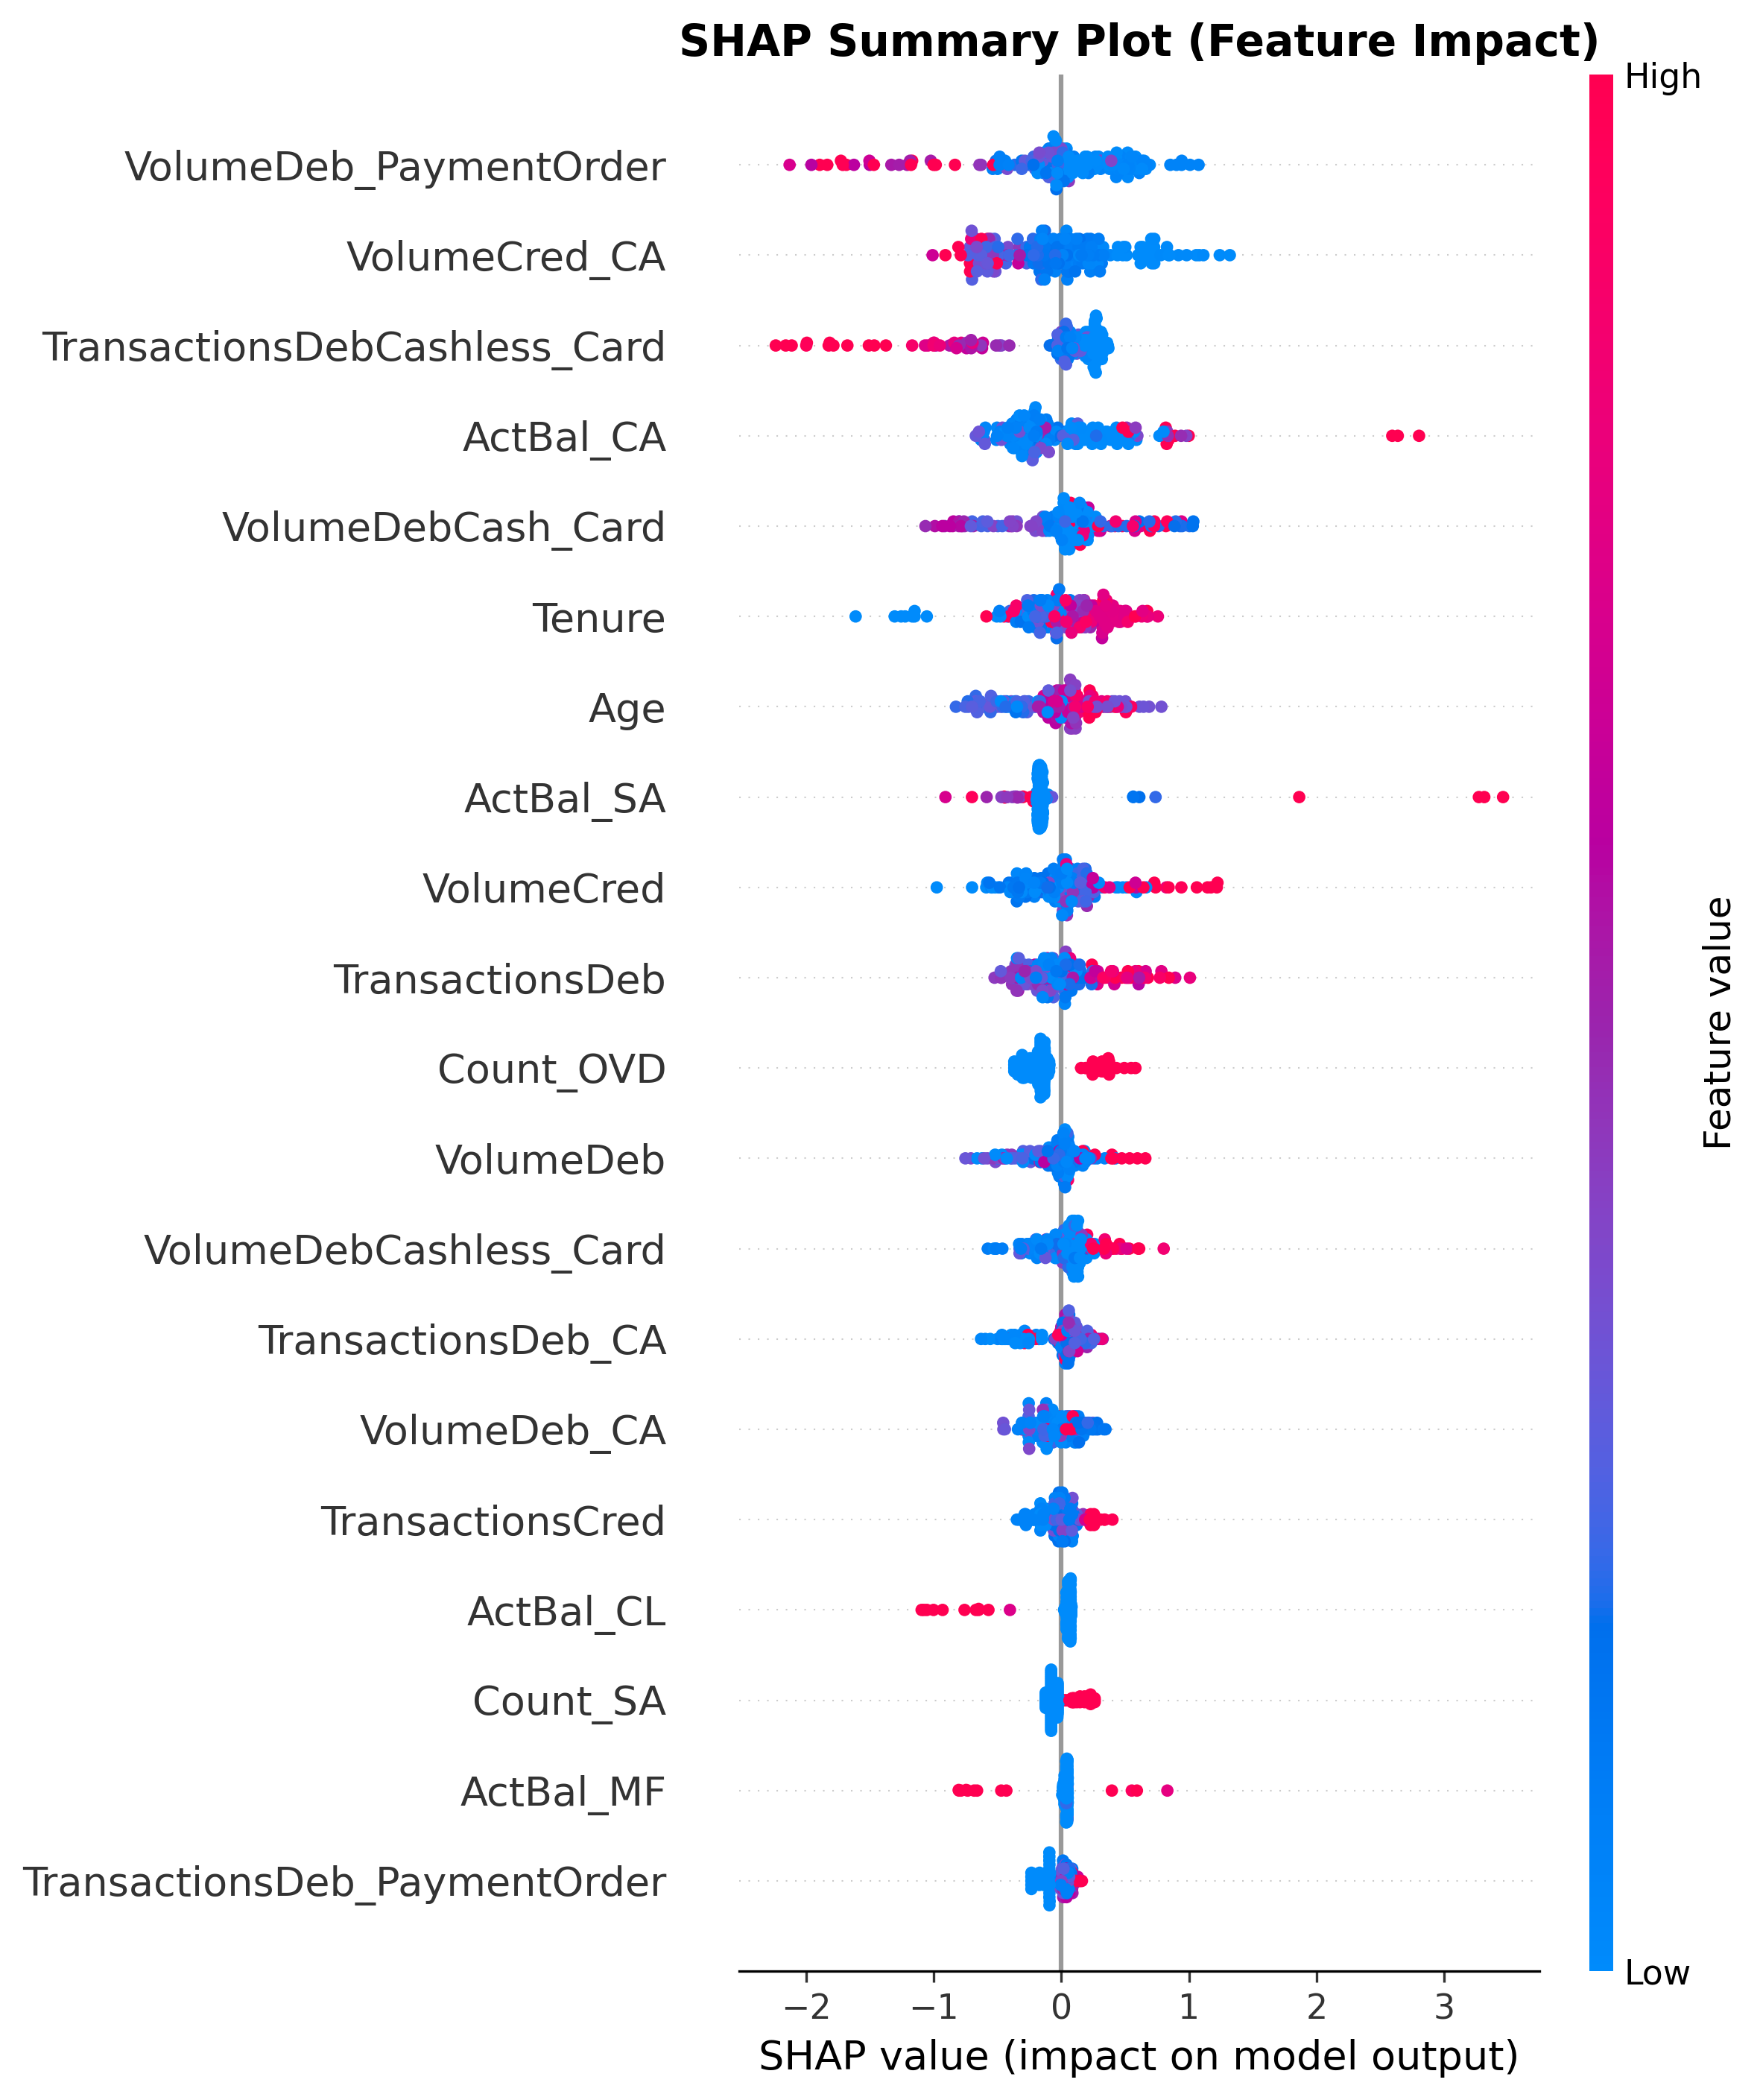 SHAP Summary Plot (Feature Impact)
High
VolumeDeb_PaymentOrder
VolumeCred_CA
TransactionsDebCashless_Card
ActBal_CA
VolumeDebCash_Card
Tenure
Age
ActBal_SA
VolumeCred
TransactionsDeb
Count_OVD
VolumeDeb
VolumeDebCashless_Card
TransactionsDeb_CA
VolumeDeb_CA
TransactionsCred
ActBal_CL
Count_SA
ActBal_MF
TransactionsDeb_PaymentOrder
Feature value
Low
−2 −1 0 1 2 3
SHAP value (impact on model output)